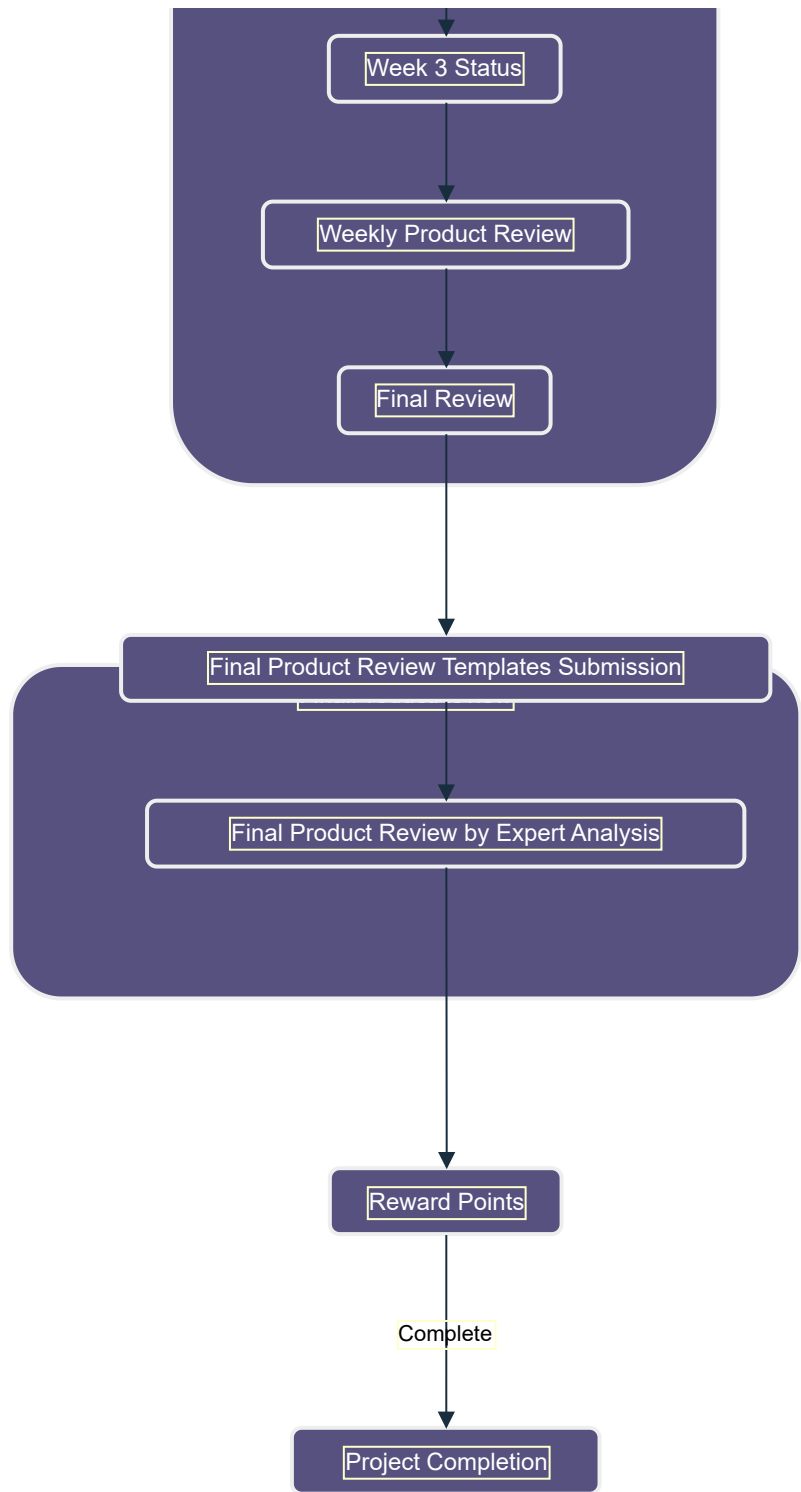 Week 3 Status
Weekly Product Review
Final Review
Final Product Review Templates Submission
Final Product Review by Expert Analysis
Reward Points
Complete
Project Completion